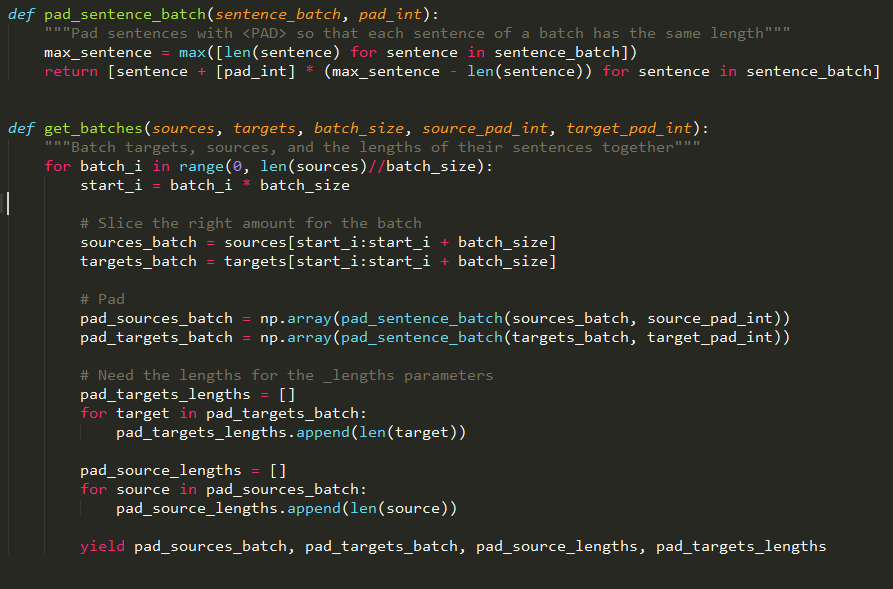 def pad_sentence_batch(sentence_batch, pad_int):
    """Pad sentences with <PAD> so that each sentence of a batch has the same length"""
    max_sentence = max([len(sentence) for sentence in sentence_batch])
    return [sentence + [pad_int] * (max_sentence - len(sentence)) for sentence in sentence_batch]
def get_batches(sources, targets, batch_size, source_pad_int, target_pad_int):
    """Batch targets, sources, and the lengths of their sentences together"""
    for batch_i in range(0, len(sources)//batch_size):
        start_i = batch_i * batch_size
        # Slice the right amount for the batch
        sources_batch = sources[start_i:start_i + batch_size]
        targets_batch = targets[start_i:start_i + batch_size]
        # Pad
        pad_sources_batch = np.array(pad_sentence_batch(sources_batch, source_pad_int))
        pad_targets_batch = np.array(pad_sentence_batch(targets_batch, target_pad_int))
        # Need the lengths for the _lengths parameters
        pad_targets_lengths = []
        for target in pad_targets_batch:
            pad_targets_lengths.append(len(target))
        pad_source_lengths = []
        for source in pad_sources_batch:
            pad_source_lengths.append(len(source))
        yield pad_sources_batch, pad_targets_batch, pad_source_lengths, pad_targets_lengths